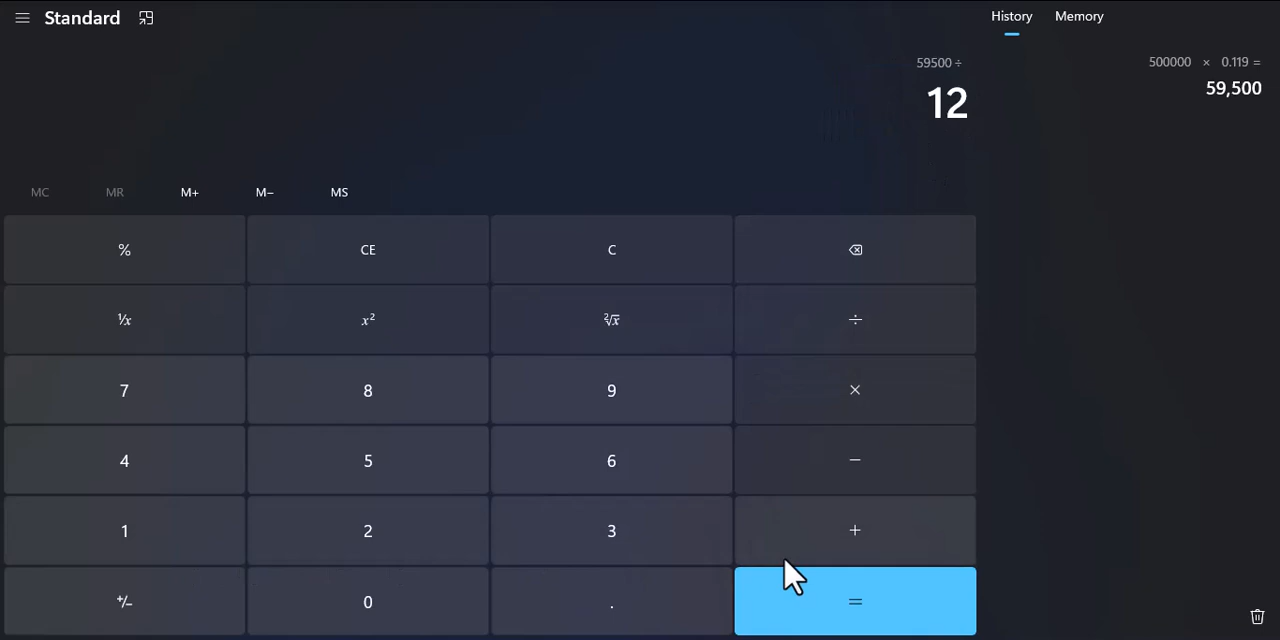 Standard
History Memory
59500 ÷
12
500000 × 0.119 =
59,500
MC MR M+ M− MS
% CE C
⅟x x² ²√x ÷
7 8 9 ×
4 5 6 −
1 2 3 +
+/− 0 . =